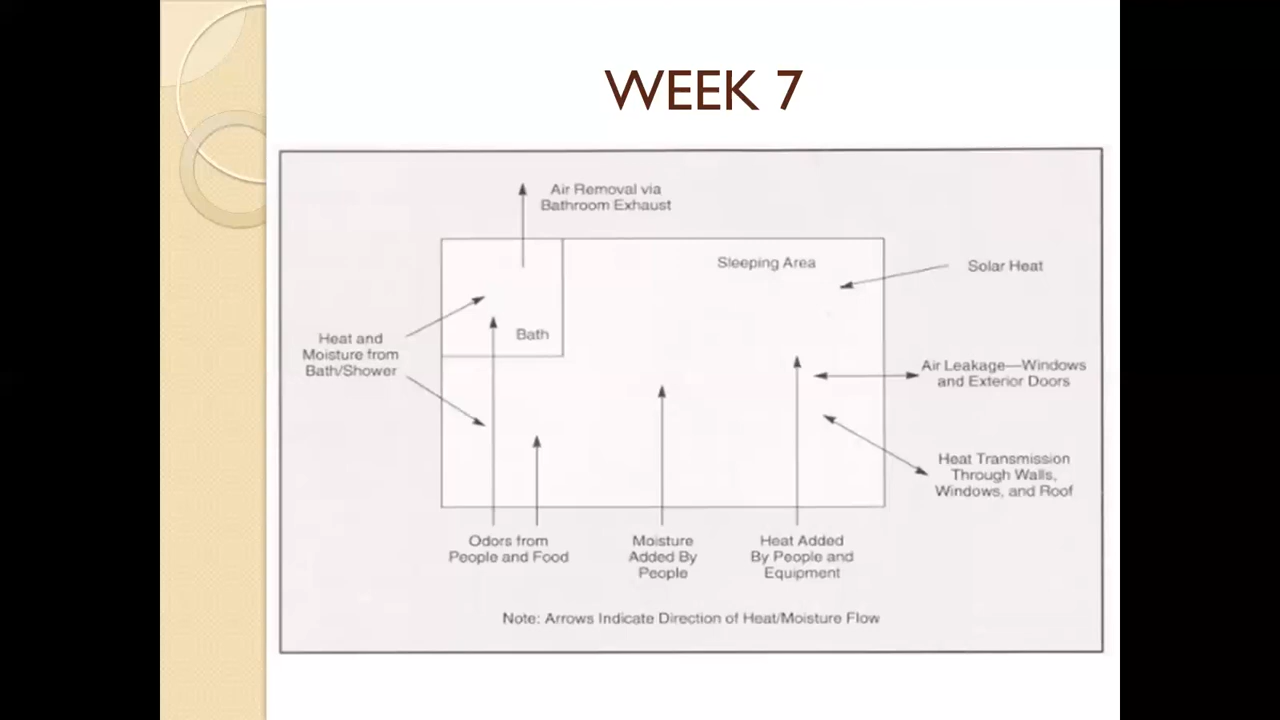 WEEK 7
Air Removal via
Bathroom Exhaust
Sleeping Area
Solar Heat
Bath
Heat and
Moisture from
Bath/Shower
Air Leakage—Windows
and Exterior Doors
Heat Transmission
Through Walls,
Windows, and Roof
Odors from
People and Food
Moisture
Added By
People
Heat Added
By People and
Equipment
Note: Arrows Indicate Direction of Heat/Moisture Flow